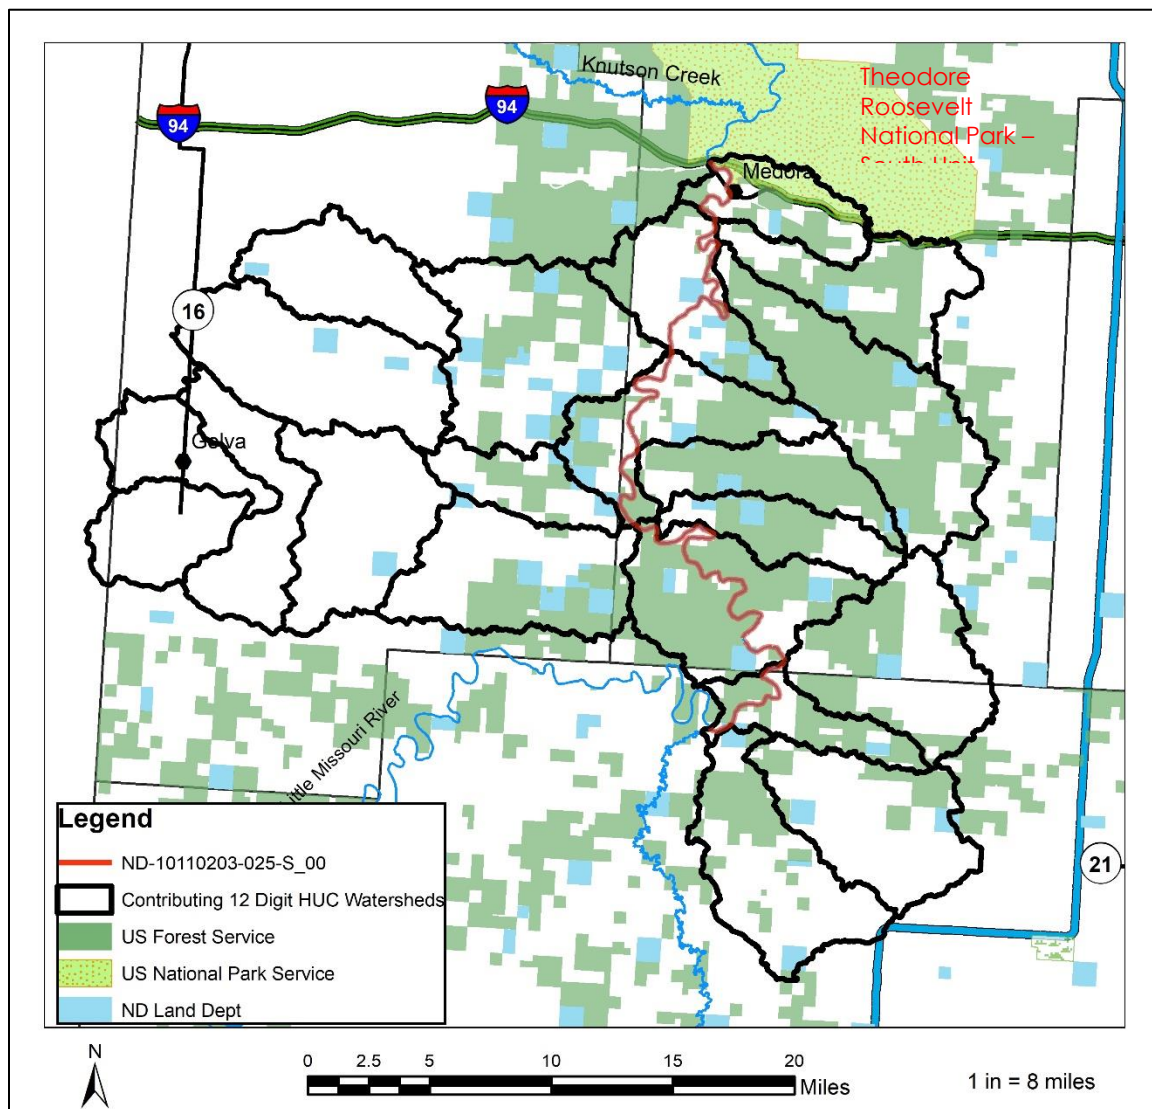 Knutson Creek
Theodore
Roosevelt
National Park –
South Unit
94
94
Medora
16
Golva
Little Missouri River
Legend
ND-10110203-025-S_00
Contributing 12 Digit HUC Watersheds
US Forest Service
US National Park Service
ND Land Dept
21
N
0 2.5 5 10 15 20
Miles
1 in = 8 miles